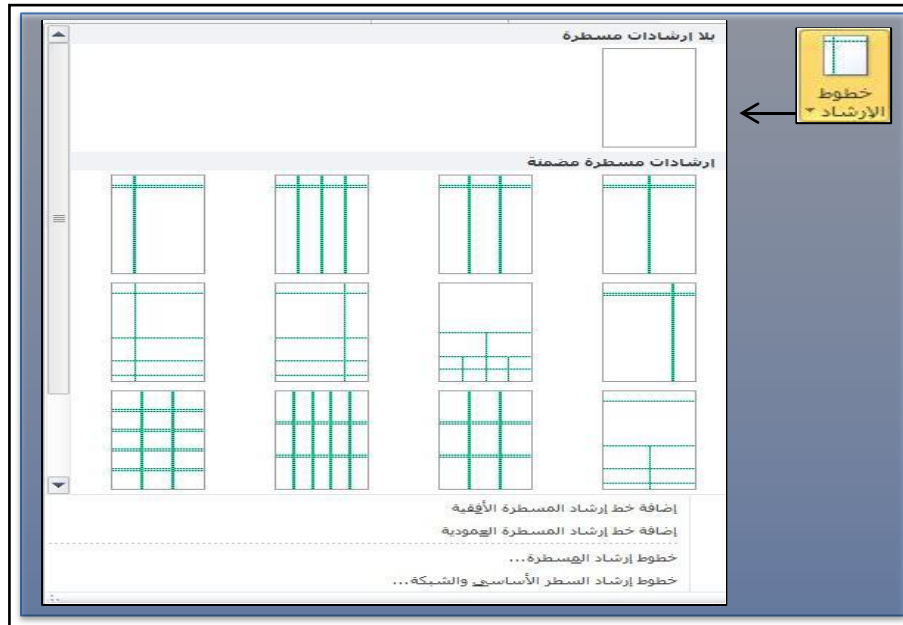 خطوط
الإرشاد
بلا إرشادات مسطرة
إرشادات مسطرة مضمنة
إضافة خط إرشاد المسطرة الأفقية
إضافة خط إرشاد المسطرة العمودية
خطوط إرشاد المسطرة...
خطوط إرشاد السطر الأساسي والشبكة...